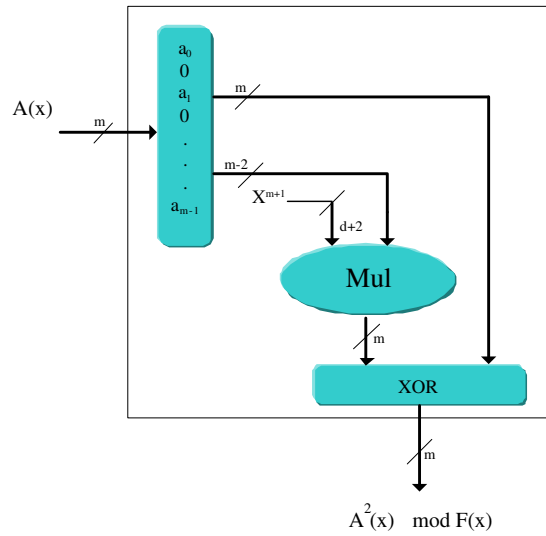 a₀
0
a₁
0
.
.
.
aₘ₋₁
A(x)
m
m
m-2
Xᵐ⁺¹
d+2
Mul
m
XOR
m
A²(x) mod F(x)